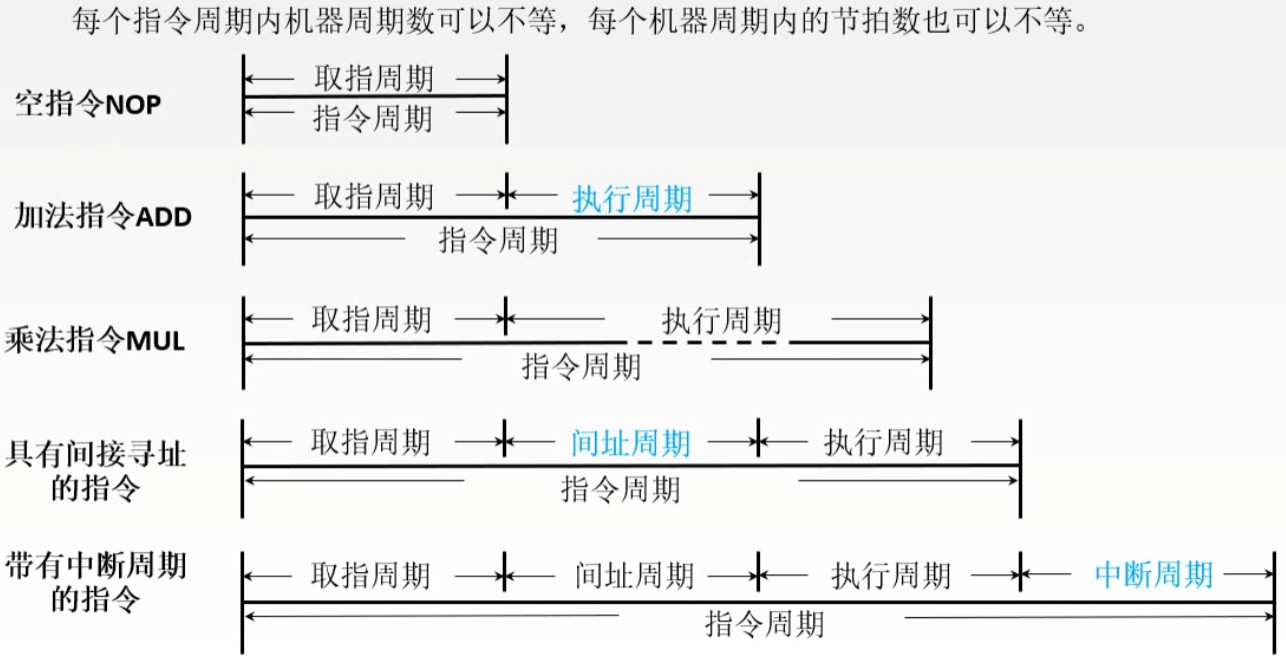 每个指令周期内机器周期数可以不等，每个机器周期内的节拍数也可以不等。
空指令NOP
取指周期
指令周期
加法指令ADD
取指周期 执行周期
指令周期
乘法指令MUL
取指周期 执行周期
指令周期
具有间接寻址
的指令
取指周期 间址周期 执行周期
指令周期
带有中断周期
的指令
取指周期 间址周期 执行周期 中断周期
指令周期